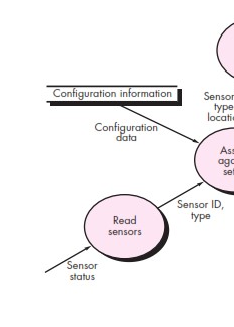 Configuration information
Sensor
type
Configuration
data
Read
sensors
Sensor ID,
type
Sensor
status